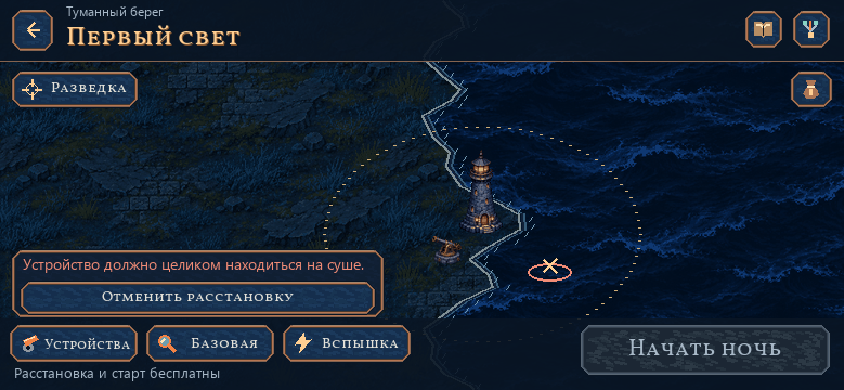 Туманный берег
Первый свет
Разведка
Устройство должно целиком находиться на суше.
Отменить расстановку
Устройства
Базовая
Вспышка
Начать ночь
Расстановка и старт бесплатны